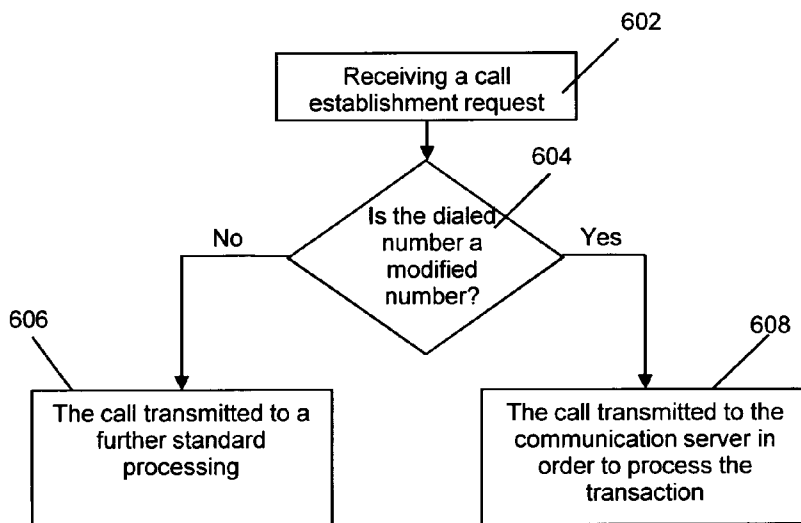 602
Receiving a call
establishment request
604
Is the dialed
number a
modified
number?
No
Yes
606
608
The call transmitted to a
further standard
processing
The call transmitted to the
communication server in
order to process the
transaction